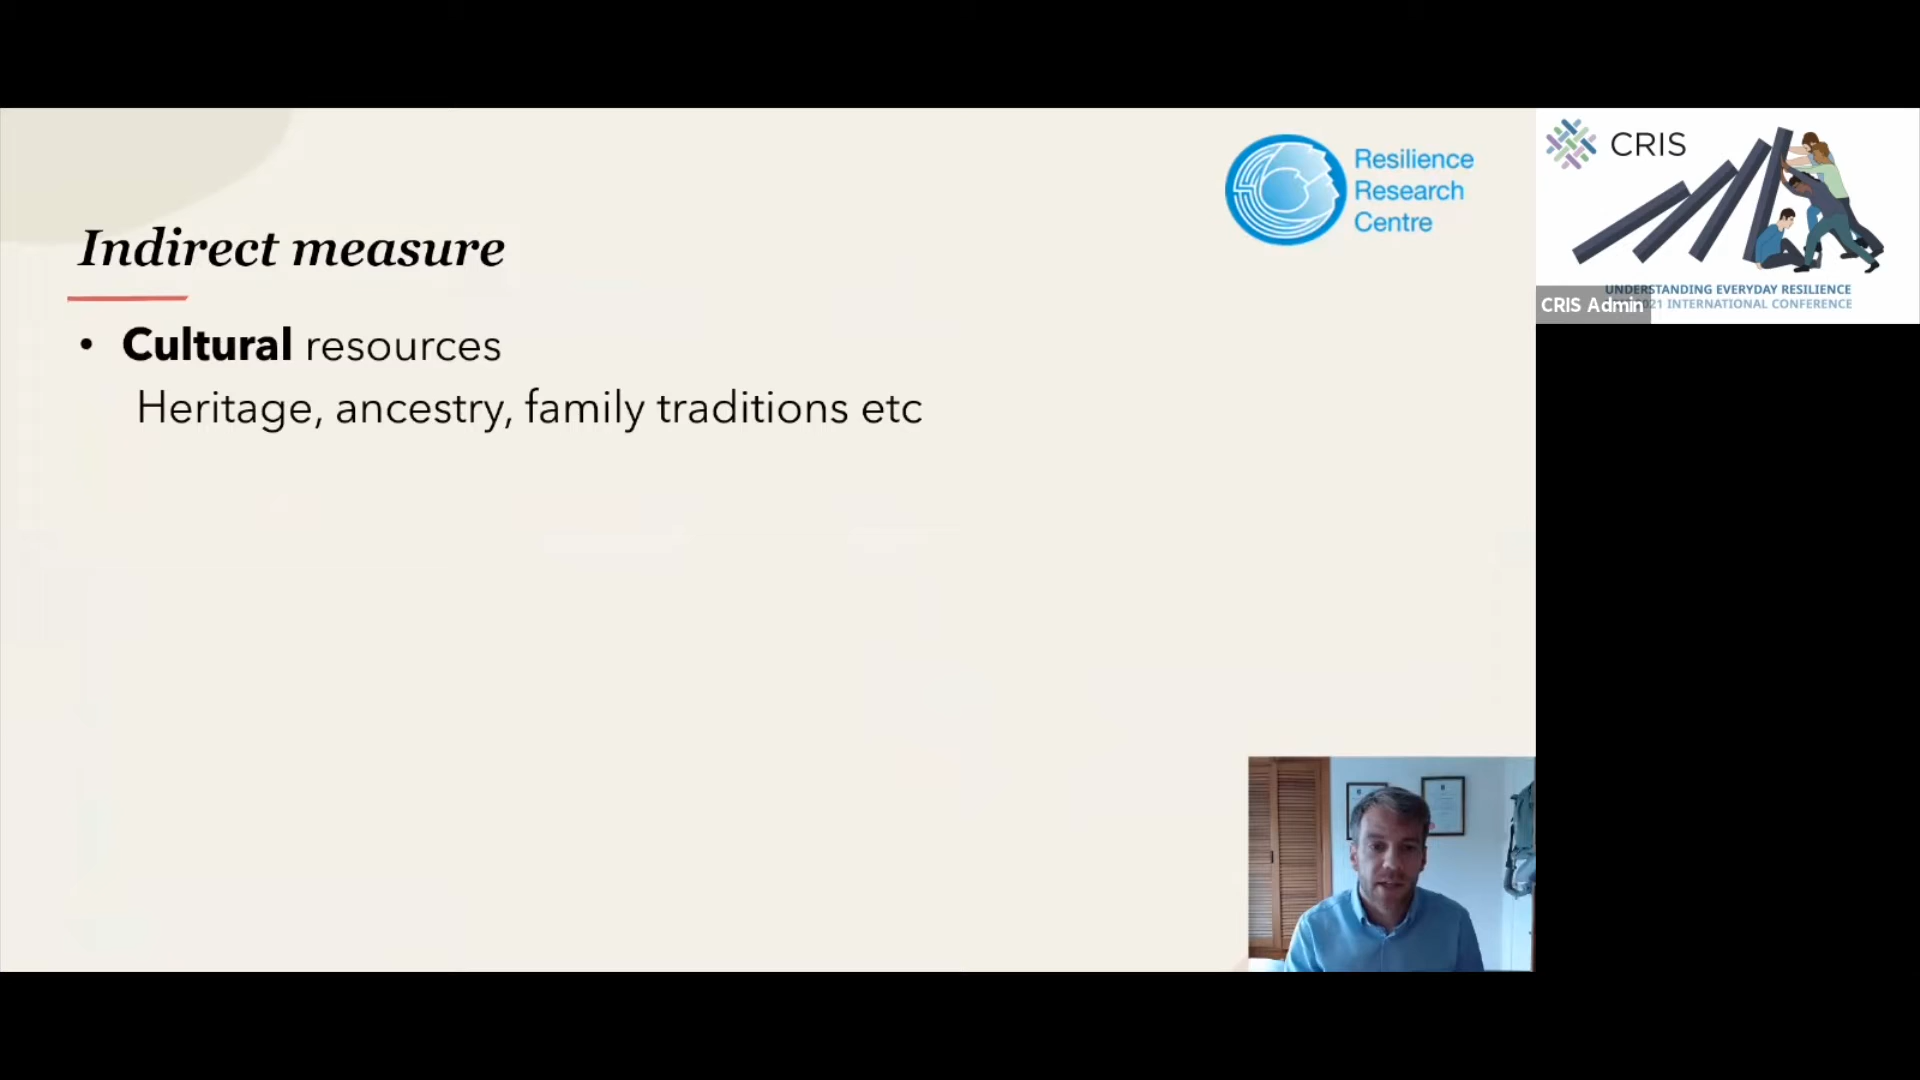 Resilience
Research
Centre
CRIS
Indirect measure
UNDERSTANDING EVERYDAY RESILIENCE
021 INTERNATIONAL CONFERENCE
CRIS Admin
• Cultural resources
Heritage, ancestry, family traditions etc